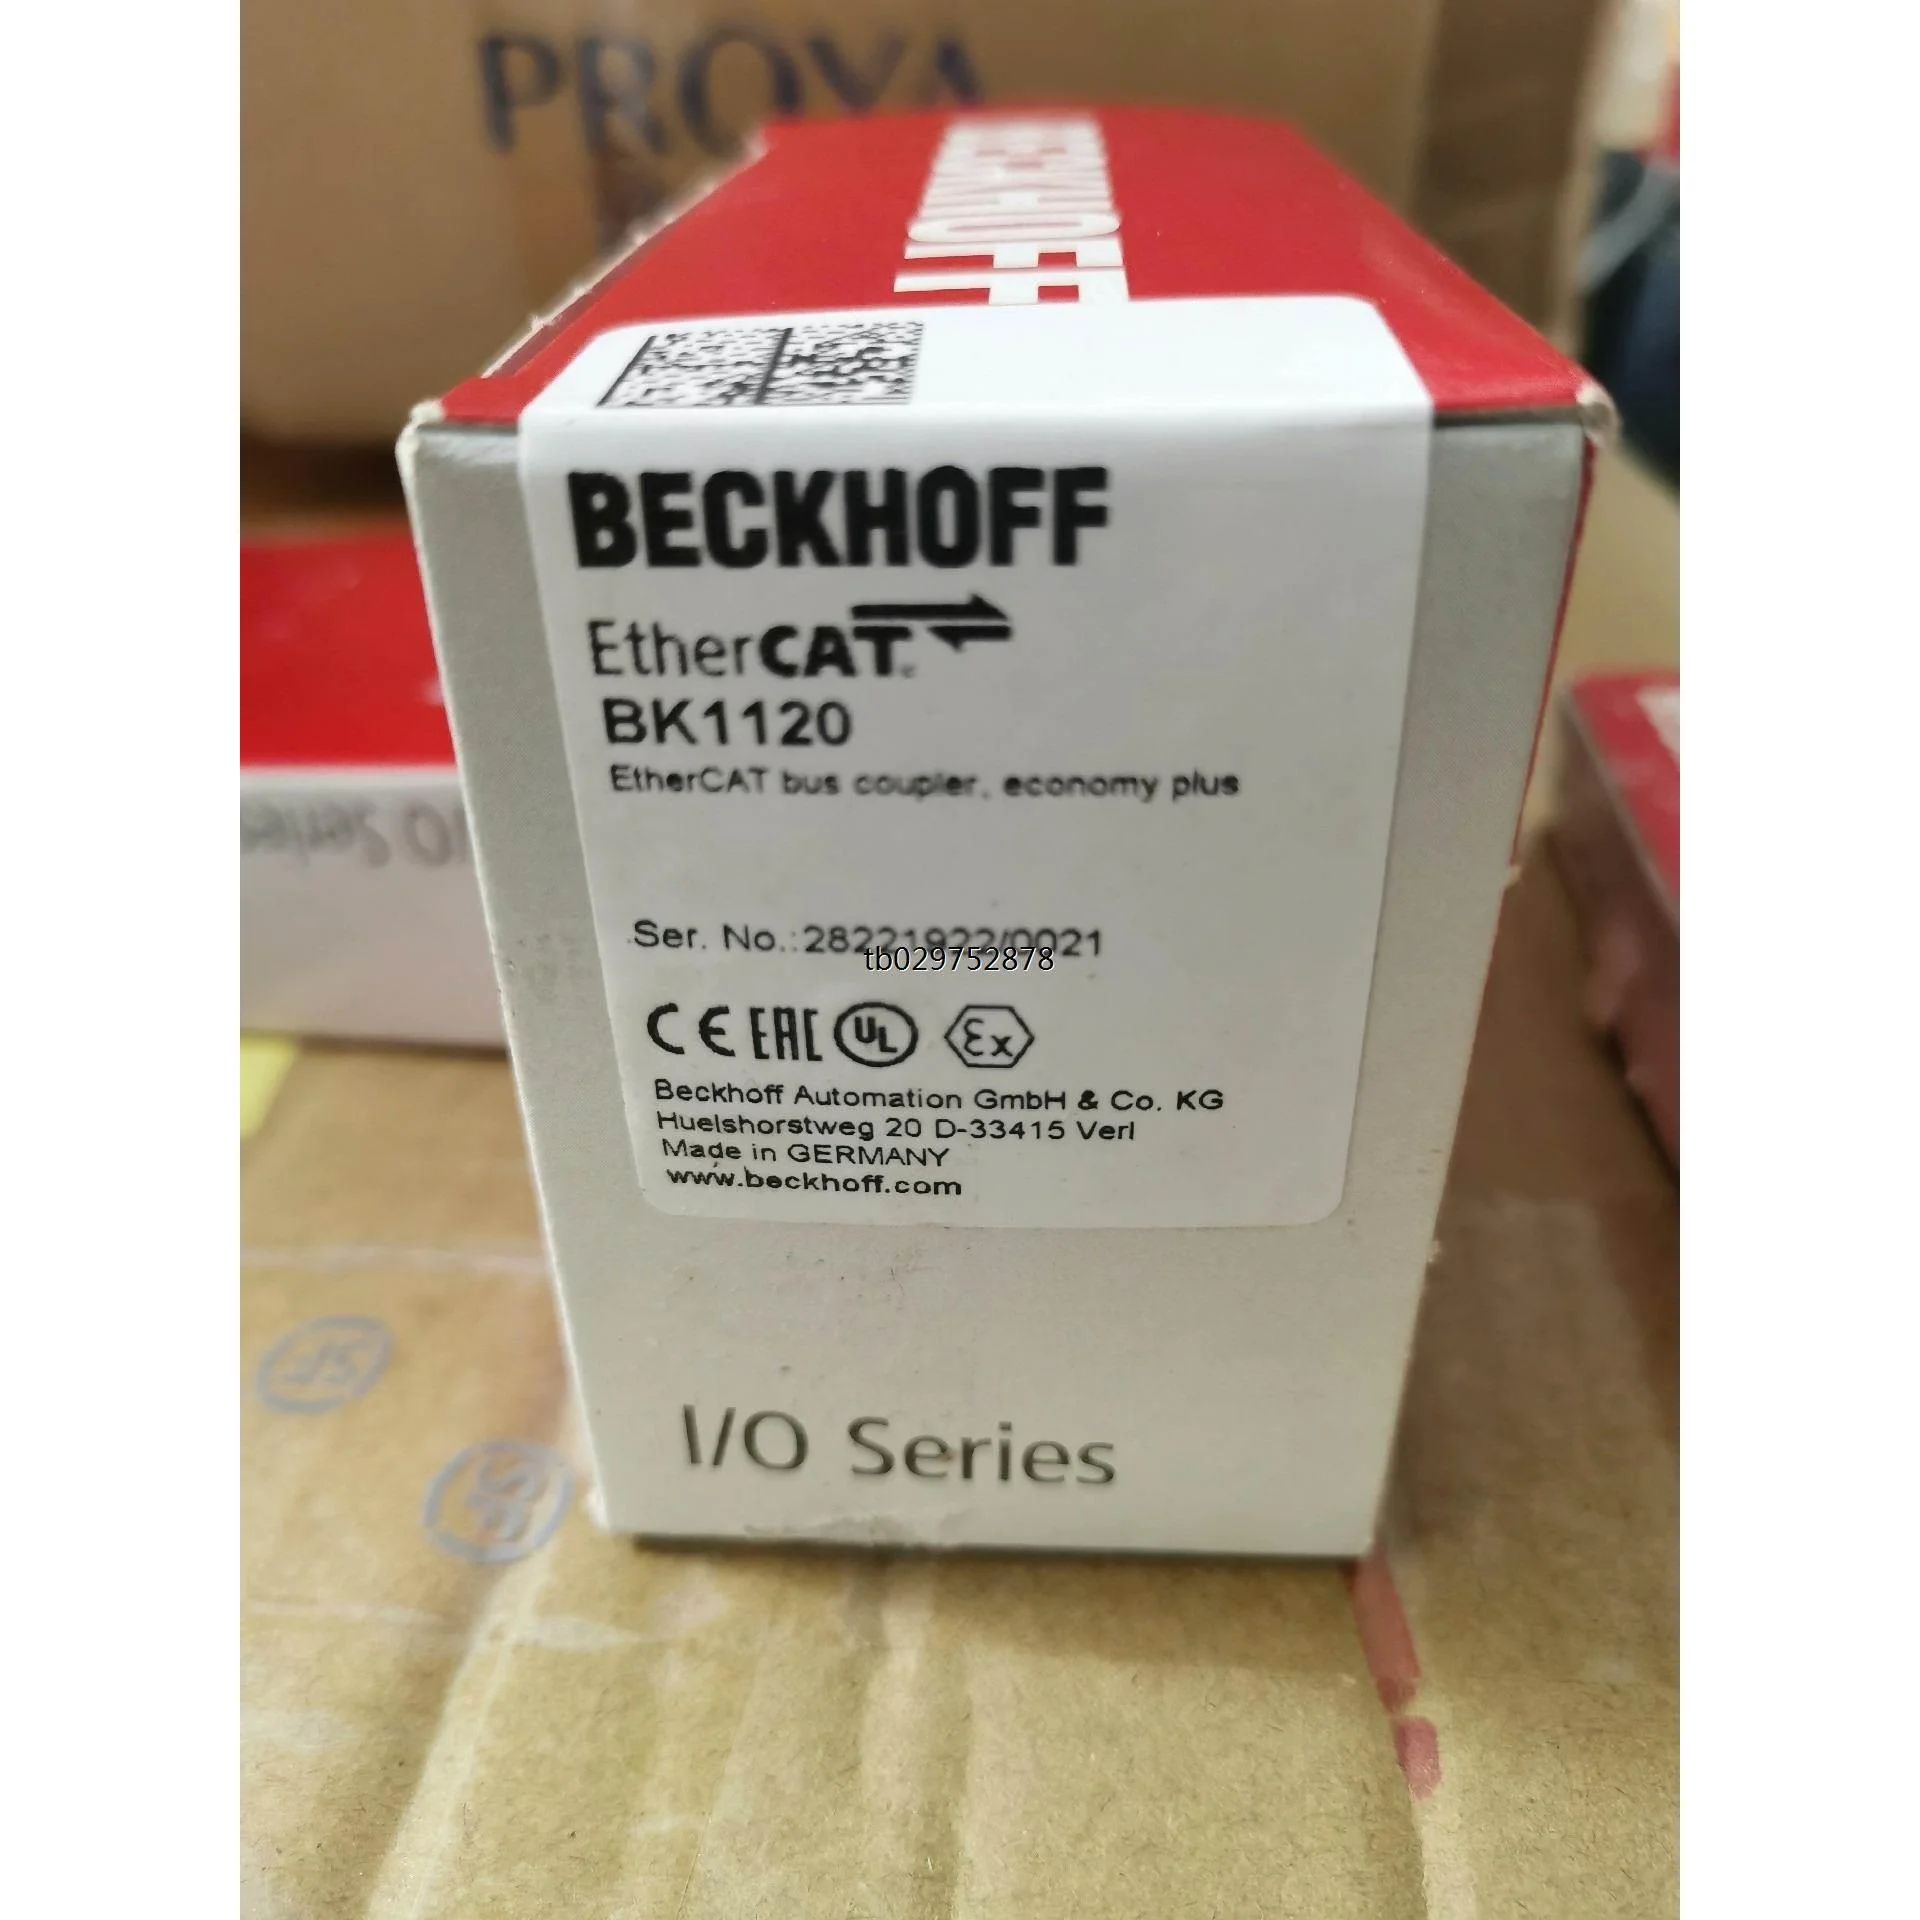 PROYA
BECKHOFF
BECKHOFF
EtherCAT
BK1120
EtherCAT bus coupler, economy plus
Ser. No.:28221922/0021
tb029752878
CE EAC UL Ex
Beckhoff Automation GmbH & Co. KG
Huelshorstweg 20 D-33415 Verl
Made in GERMANY
www.beckhoff.com
I/O Series
I/O Series